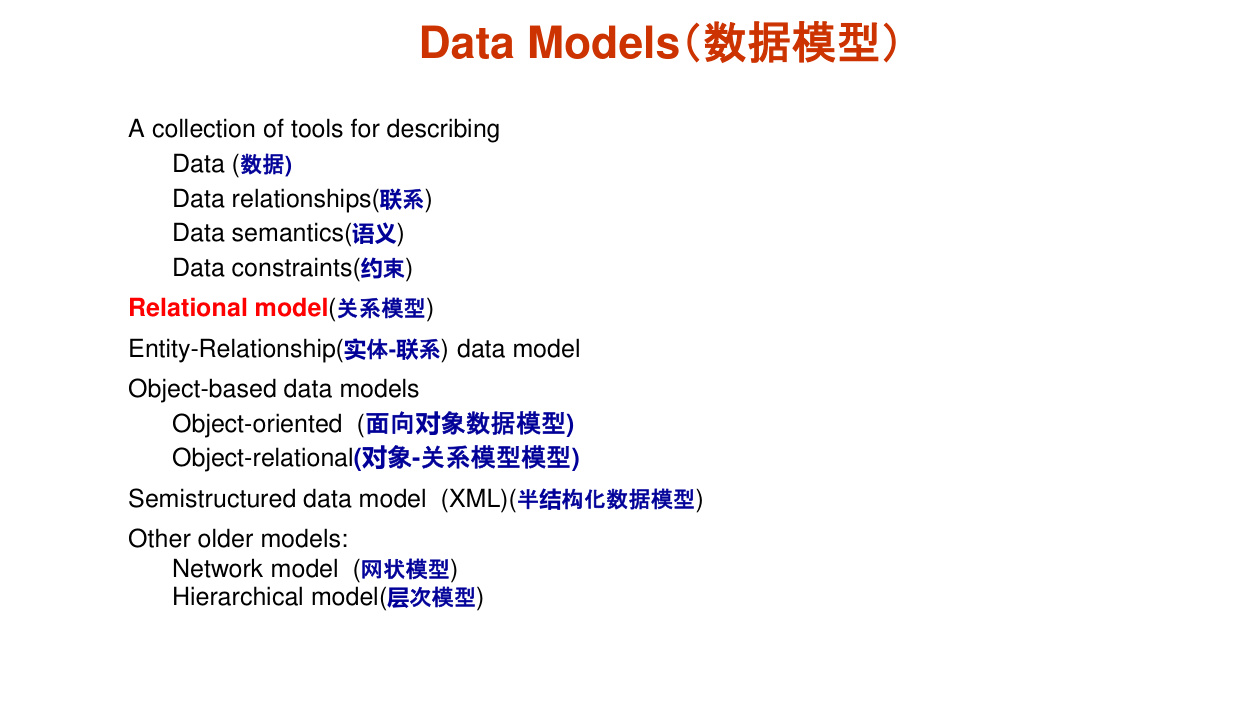 Data Models（数据模型）
A collection of tools for describing
Data (数据)
Data relationships(联系)
Data semantics(语义)
Data constraints(约束)
Relational model(关系模型)
Entity-Relationship(实体-联系) data model
Object-based data models
Object-oriented  (面向对象数据模型)
Object-relational(对象-关系模型模型)
Semistructured data model  (XML)(半结构化数据模型)
Other older models:
Network model  (网状模型)
Hierarchical model(层次模型)